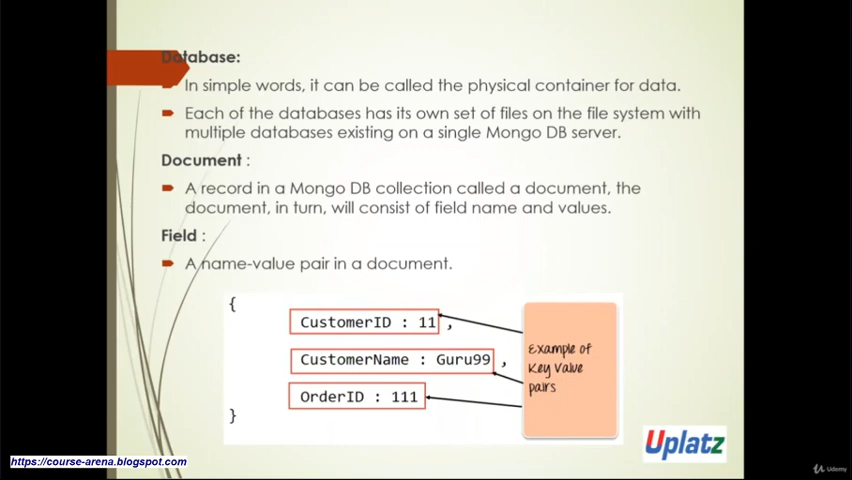 Database:
In simple words, it can be called the physical container for data.
Each of the databases has its own set of files on the file system with
multiple databases existing on a single Mongo DB server.
Document :
A record in a Mongo DB collection called a document, the
document, in turn, will consist of field name and values.
Field :
A name-value pair in a document.
{
CustomerID : 11 ,
CustomerName : Guru99 ,
OrderID : 111
}
Example of
Key Value
pairs
Uplatz
https://course-arena.blogspot.com
Udemy